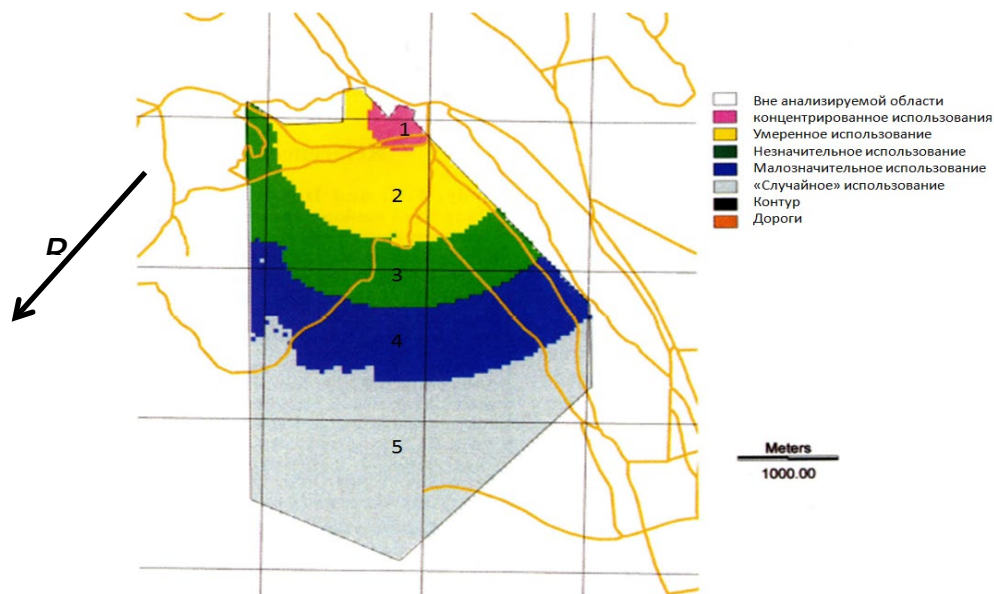 Вне анализируемой области
концентрированное использования
Умеренное использование
Незначительное использование
Малозначительное использование
«Случайное» использование
Контур
Дороги
1
2
3
4
5
Meters
1000.00